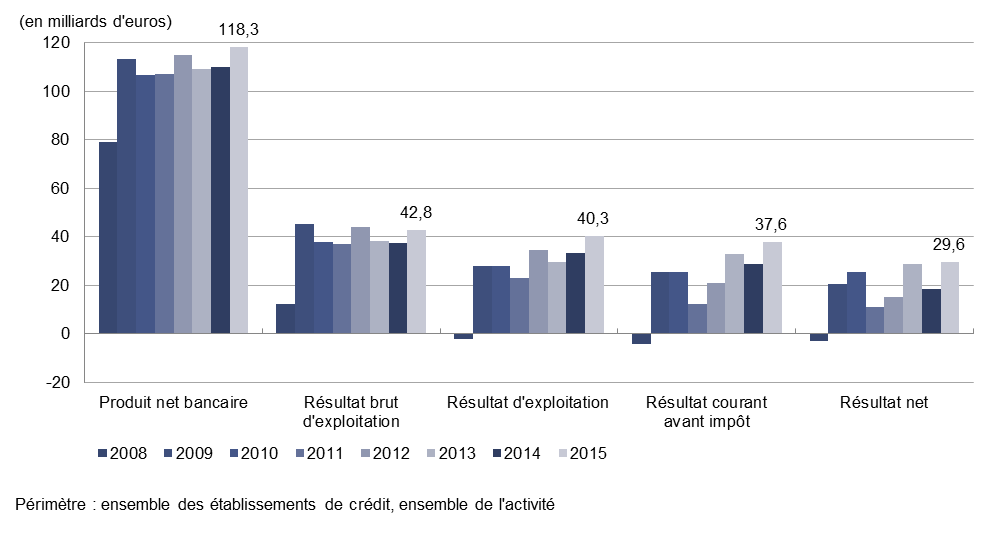 (en milliards d'euros)
118,3
120
100
80
60
42,8
40,3
37,6
40
29,6
20
0
-20
Produit net bancaire
Résultat brut
d'exploitation
Résultat d'exploitation
Résultat courant
avant impôt
Résultat net
2008 2009 2010 2011 2012 2013 2014 2015
Périmètre : ensemble des établissements de crédit, ensemble de l'activité